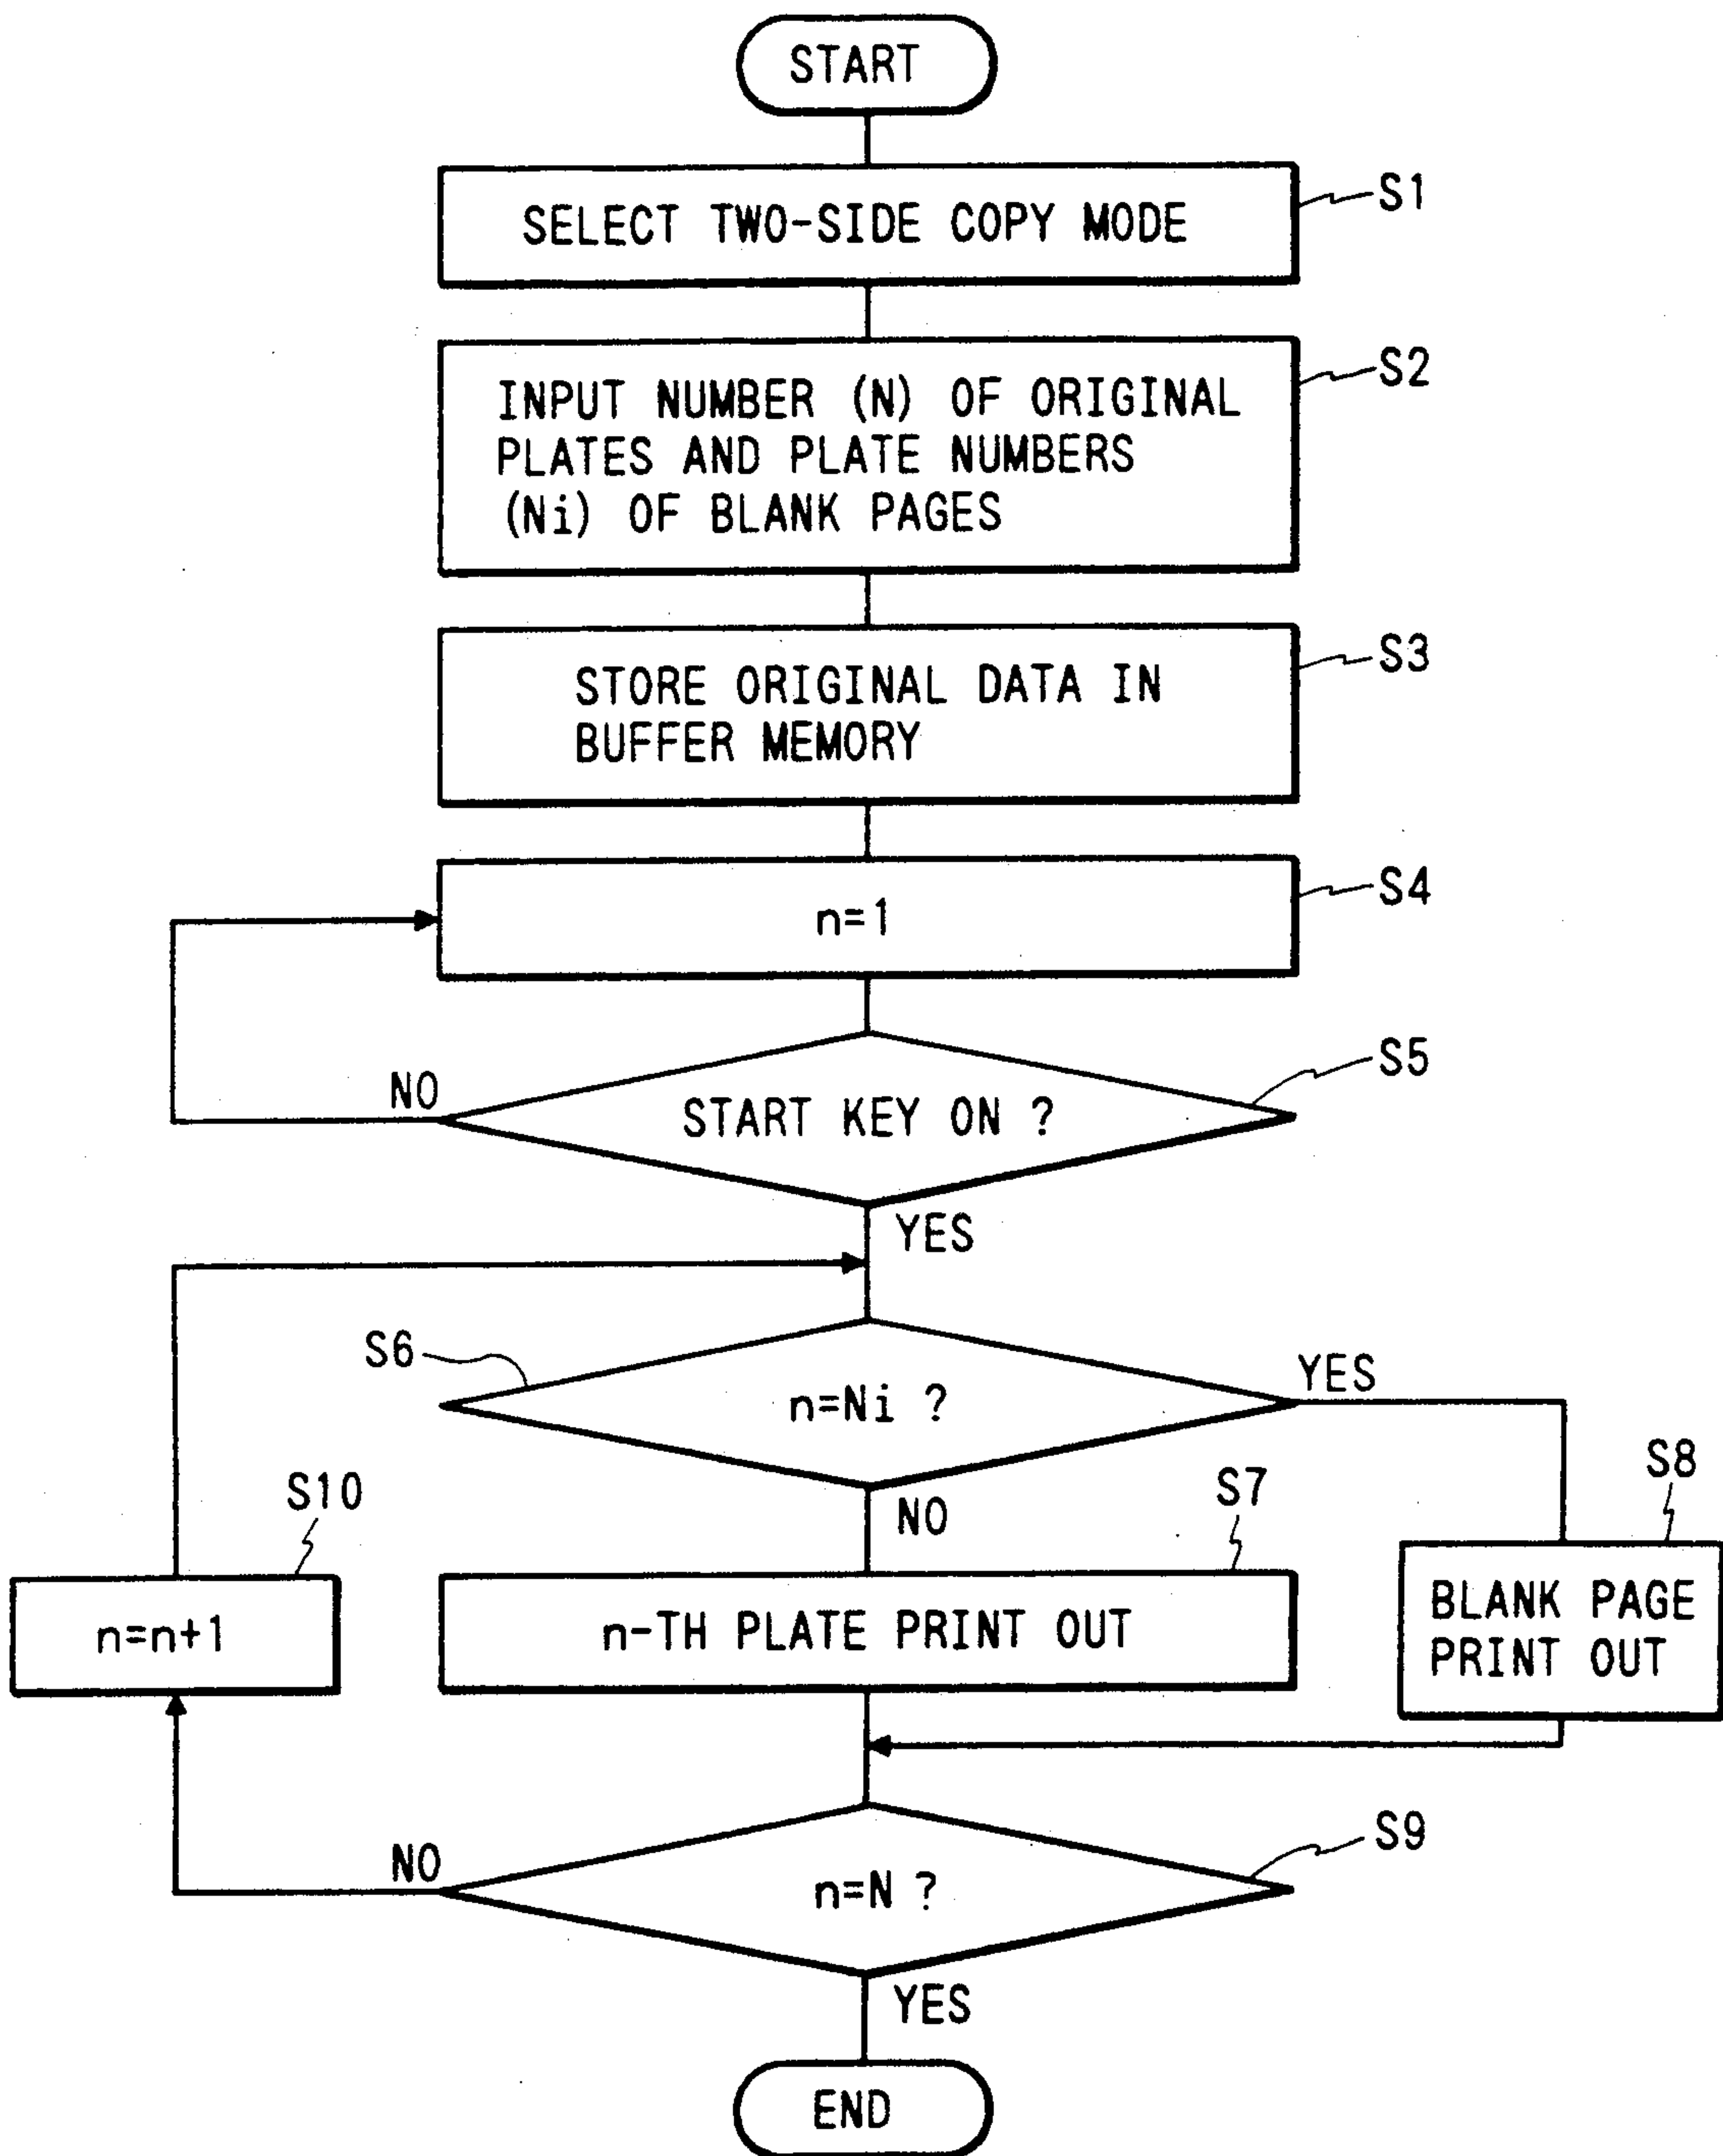 START
SELECT TWO-SIDE COPY MODE
S1
INPUT NUMBER (N) OF ORIGINAL
PLATES AND PLATE NUMBERS
(Ni) OF BLANK PAGES
S2
STORE ORIGINAL DATA IN
BUFFER MEMORY
S3
n=1
S4
START KEY ON ?
S5
NO
YES
S6
n=Ni ?
YES
NO
S10
n=n+1
S7
n-TH PLATE PRINT OUT
S8
BLANK PAGE
PRINT OUT
NO
n=N ?
S9
YES
END